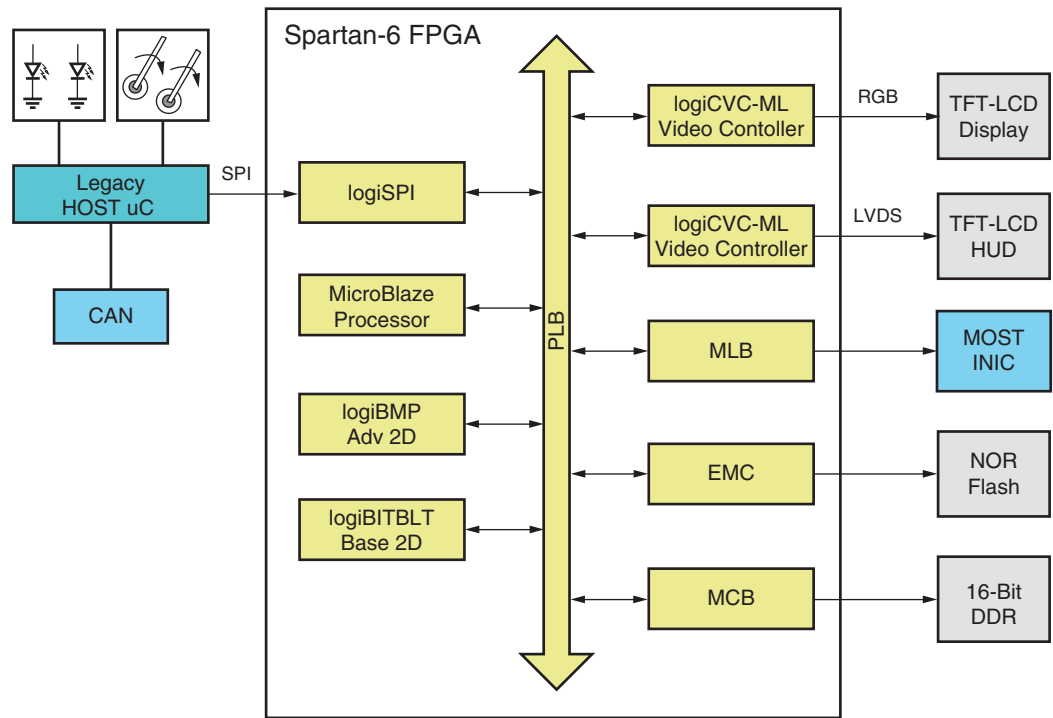 Spartan-6 FPGA
Legacy
HOST uC
CAN
SPI
logiSPI
MicroBlaze
Processor
logiBMP
Adv 2D
logiBITBLT
Base 2D
PLB
logiCVC-ML
Video Contoller
RGB
TFT-LCD
Display
logiCVC-ML
Video Controller
LVDS
TFT-LCD
HUD
MLB
MOST
INIC
EMC
NOR
Flash
MCB
16-Bit
DDR